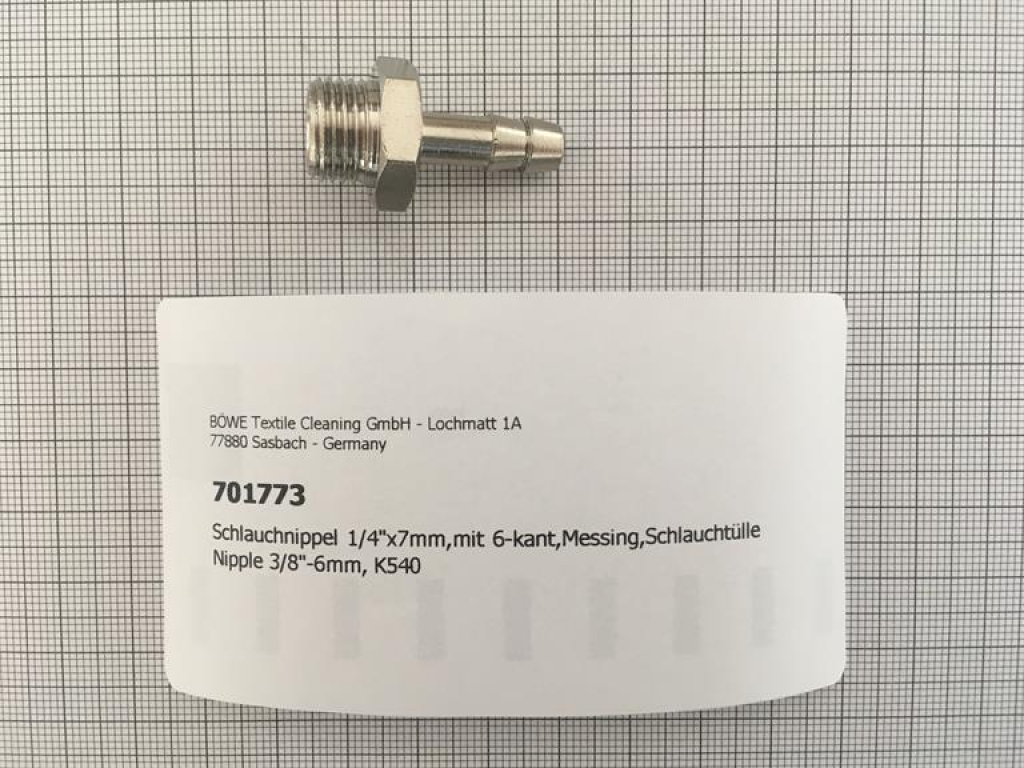 BÖWE Textile Cleaning GmbH - Lochmatt 1A
77880 Sasbach - Germany
701773
Schlauchnippel 1/4"x7mm,mit 6-kant,Messing,Schlauchtülle
Nipple 3/8"-6mm, K540